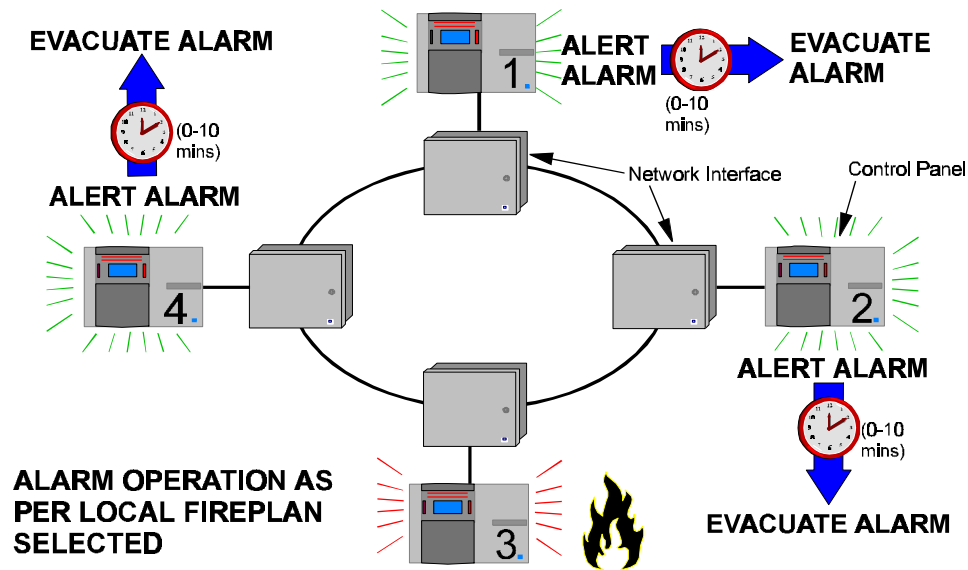 EVACUATE ALARM
(0-10
mins)
ALERT ALARM
1
ALERT
ALARM
(0-10
mins)
EVACUATE
ALARM
Network Interface
Control Panel
4
2
ALERT ALARM
(0-10
mins)
EVACUATE ALARM
ALARM OPERATION AS
PER LOCAL FIREPLAN
SELECTED
3